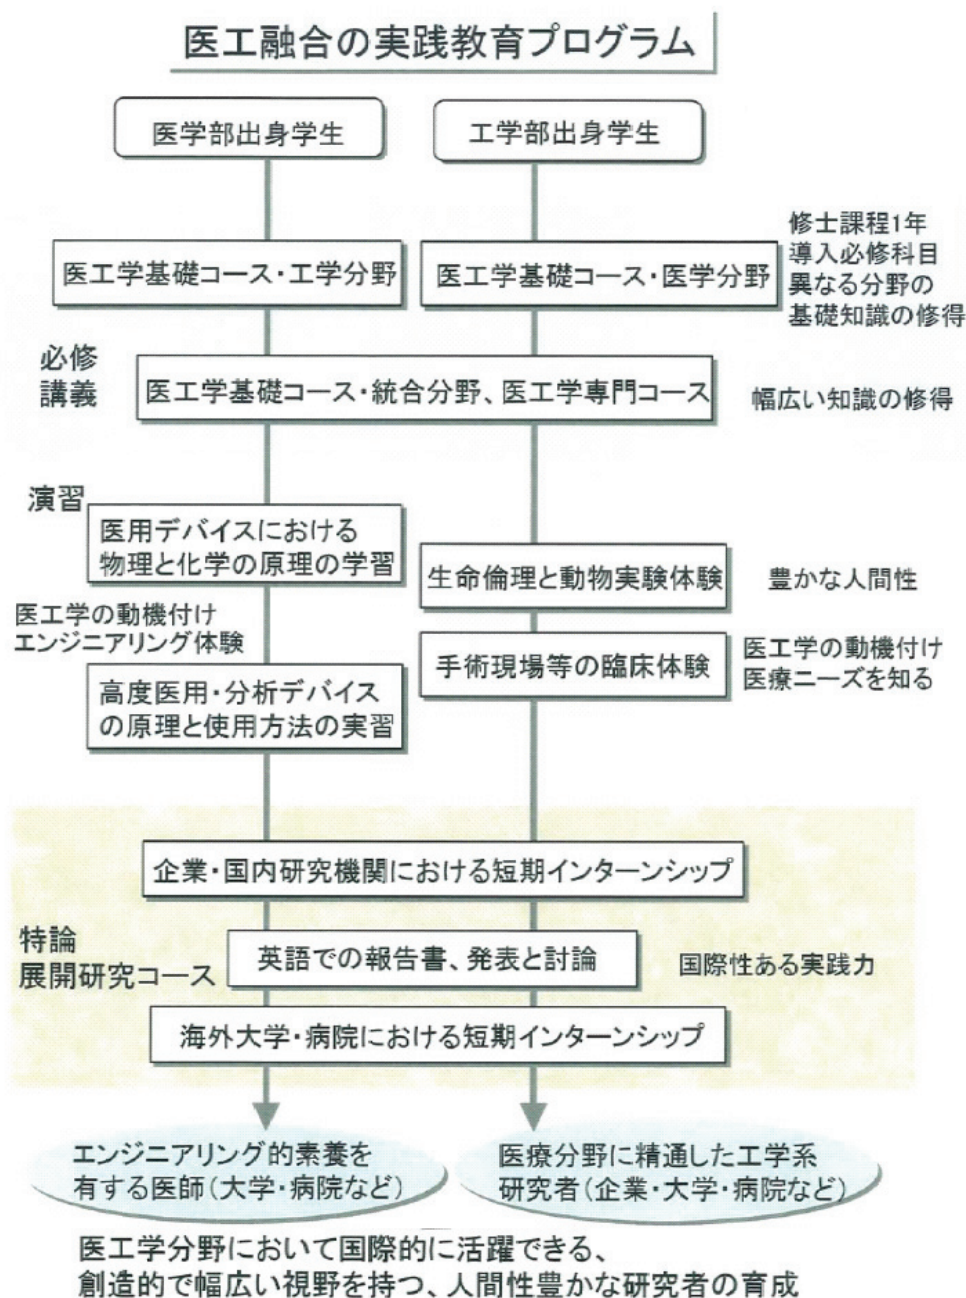 医工融合の実践教育プログラム
医学部出身学生
工学部出身学生
医工学基礎コース・工学分野
医工学基礎コース・医学分野
修士課程1年
導入必修科目
異なる分野の
基礎知識の修得
必修
講義
医工学基礎コース・統合分野、医工学専門コース
幅広い知識の修得
演習
医用デバイスにおける
物理と化学の原理の学習
生命倫理と動物実験体験
豊かな人間性
医工学の動機付け
エンジニアリング体験
手術現場等の臨床体験
医工学の動機付け
医療ニーズを知る
高度医用・分析デバイス
の原理と使用方法の実習
企業・国内研究機関における短期インターンシップ
特論
展開研究コース
英語での報告書、発表と討論
国際性ある実践力
海外大学・病院における短期インターンシップ
エンジニアリング的素養を
有する医師（大学・病院など）
医療分野に精通した工学系
研究者（企業・大学・病院など）
医工学分野において国際的に活躍できる、
創造的で幅広い視野を持つ、人間性豊かな研究者の育成